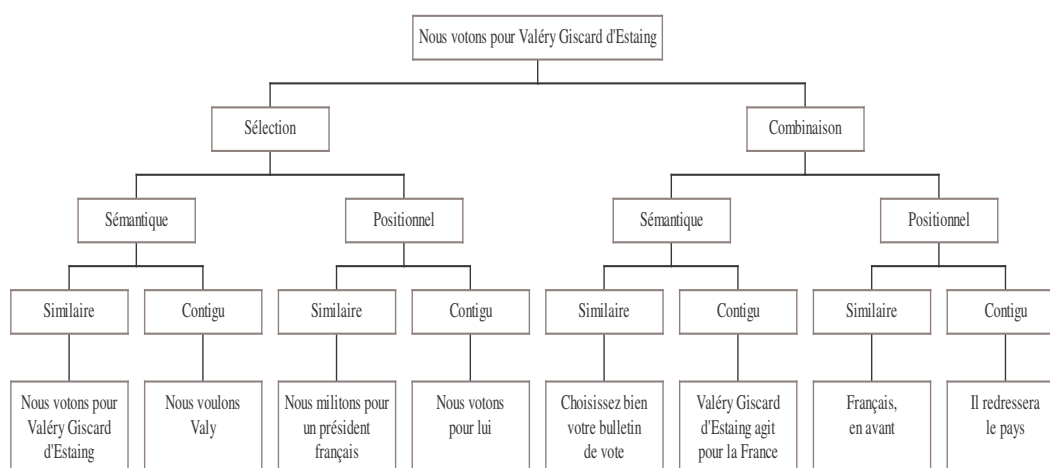 Nous votons pour Valéry Giscard d'Estaing
Sélection
Combinaison
Sémantique
Positionnel
Sémantique
Positionnel
Similaire
Contigu
Similaire
Contigu
Similaire
Contigu
Similaire
Contigu
Nous votons pour
Valéry Giscard
d'Estaing
Nous voulons
Valy
Nous militons pour
un président
français
Nous votons
pour lui
Choisissez bien
votre bulletin
de vote
Valéry Giscard
d'Estaing agit
pour la France
Français,
en avant
Il redressera
le pays